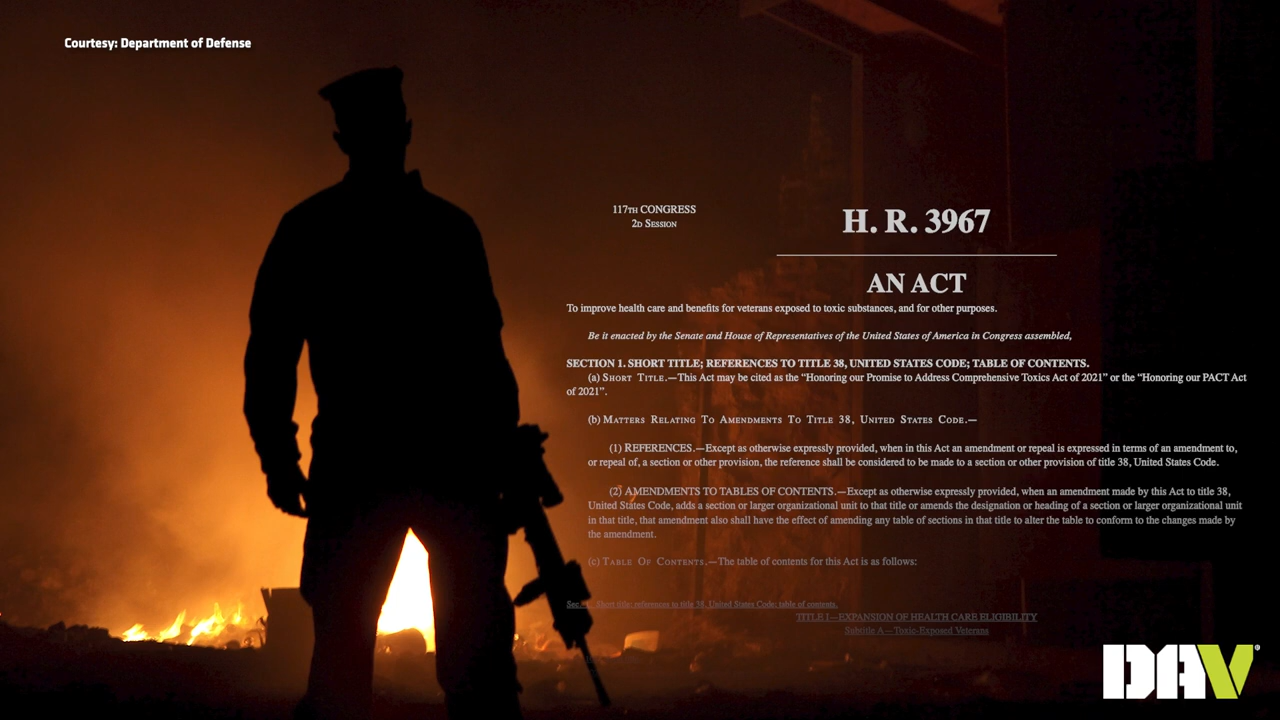 Courtesy: Department of Defense
117TH CONGRESS
2D SESSION
H. R. 3967
AN ACT
To improve health care and benefits for veterans exposed to toxic substances, and for other purposes.
Be it enacted by the Senate and House of Representatives of the United States of America in Congress assembled,
SECTION 1. SHORT TITLE; REFERENCES TO TITLE 38, UNITED STATES CODE; TABLE OF CONTENTS.
(a) SHORT TITLE.—This Act may be cited as the “Honoring our Promise to Address Comprehensive Toxics Act of 2021” or the “Honoring our PACT Act
of 2021”.
(b) MATTERS RELATING TO AMENDMENTS TO TITLE 38, UNITED STATES CODE.—
(1) REFERENCES.—Except as otherwise expressly provided, when in this Act an amendment or repeal is expressed in terms of an amendment to,
or repeal of, a section or other provision, the reference shall be considered to be made to a section or other provision of title 38, United States Code.
(2) AMENDMENTS TO TABLES OF CONTENTS.—Except as otherwise expressly provided, when an amendment made by this Act to title 38,
United States Code, adds a section or larger organizational unit to that title or amends the designation or heading of a section or larger organizational unit
in that title, that amendment also shall have the effect of amending any table of sections in that title to alter the table to conform to the changes made by
the amendment.
(c) TABLE OF CONTENTS.—The table of contents for this Act is as follows:
Sec. 1. Short title; references to title 38, United States Code; table of contents.
TITLE I—EXPANSION OF HEALTH CARE ELIGIBILITY
Subtitle A—Toxic-Exposed Veterans
DAV®